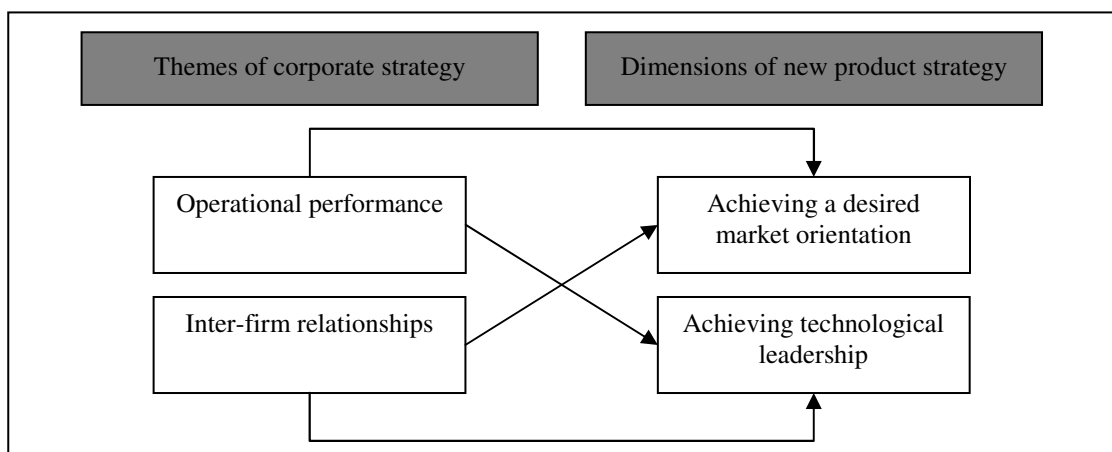 Themes of corporate strategy
Dimensions of new product strategy
Operational performance
Achieving a desired
market orientation
Inter-firm relationships
Achieving technological
leadership